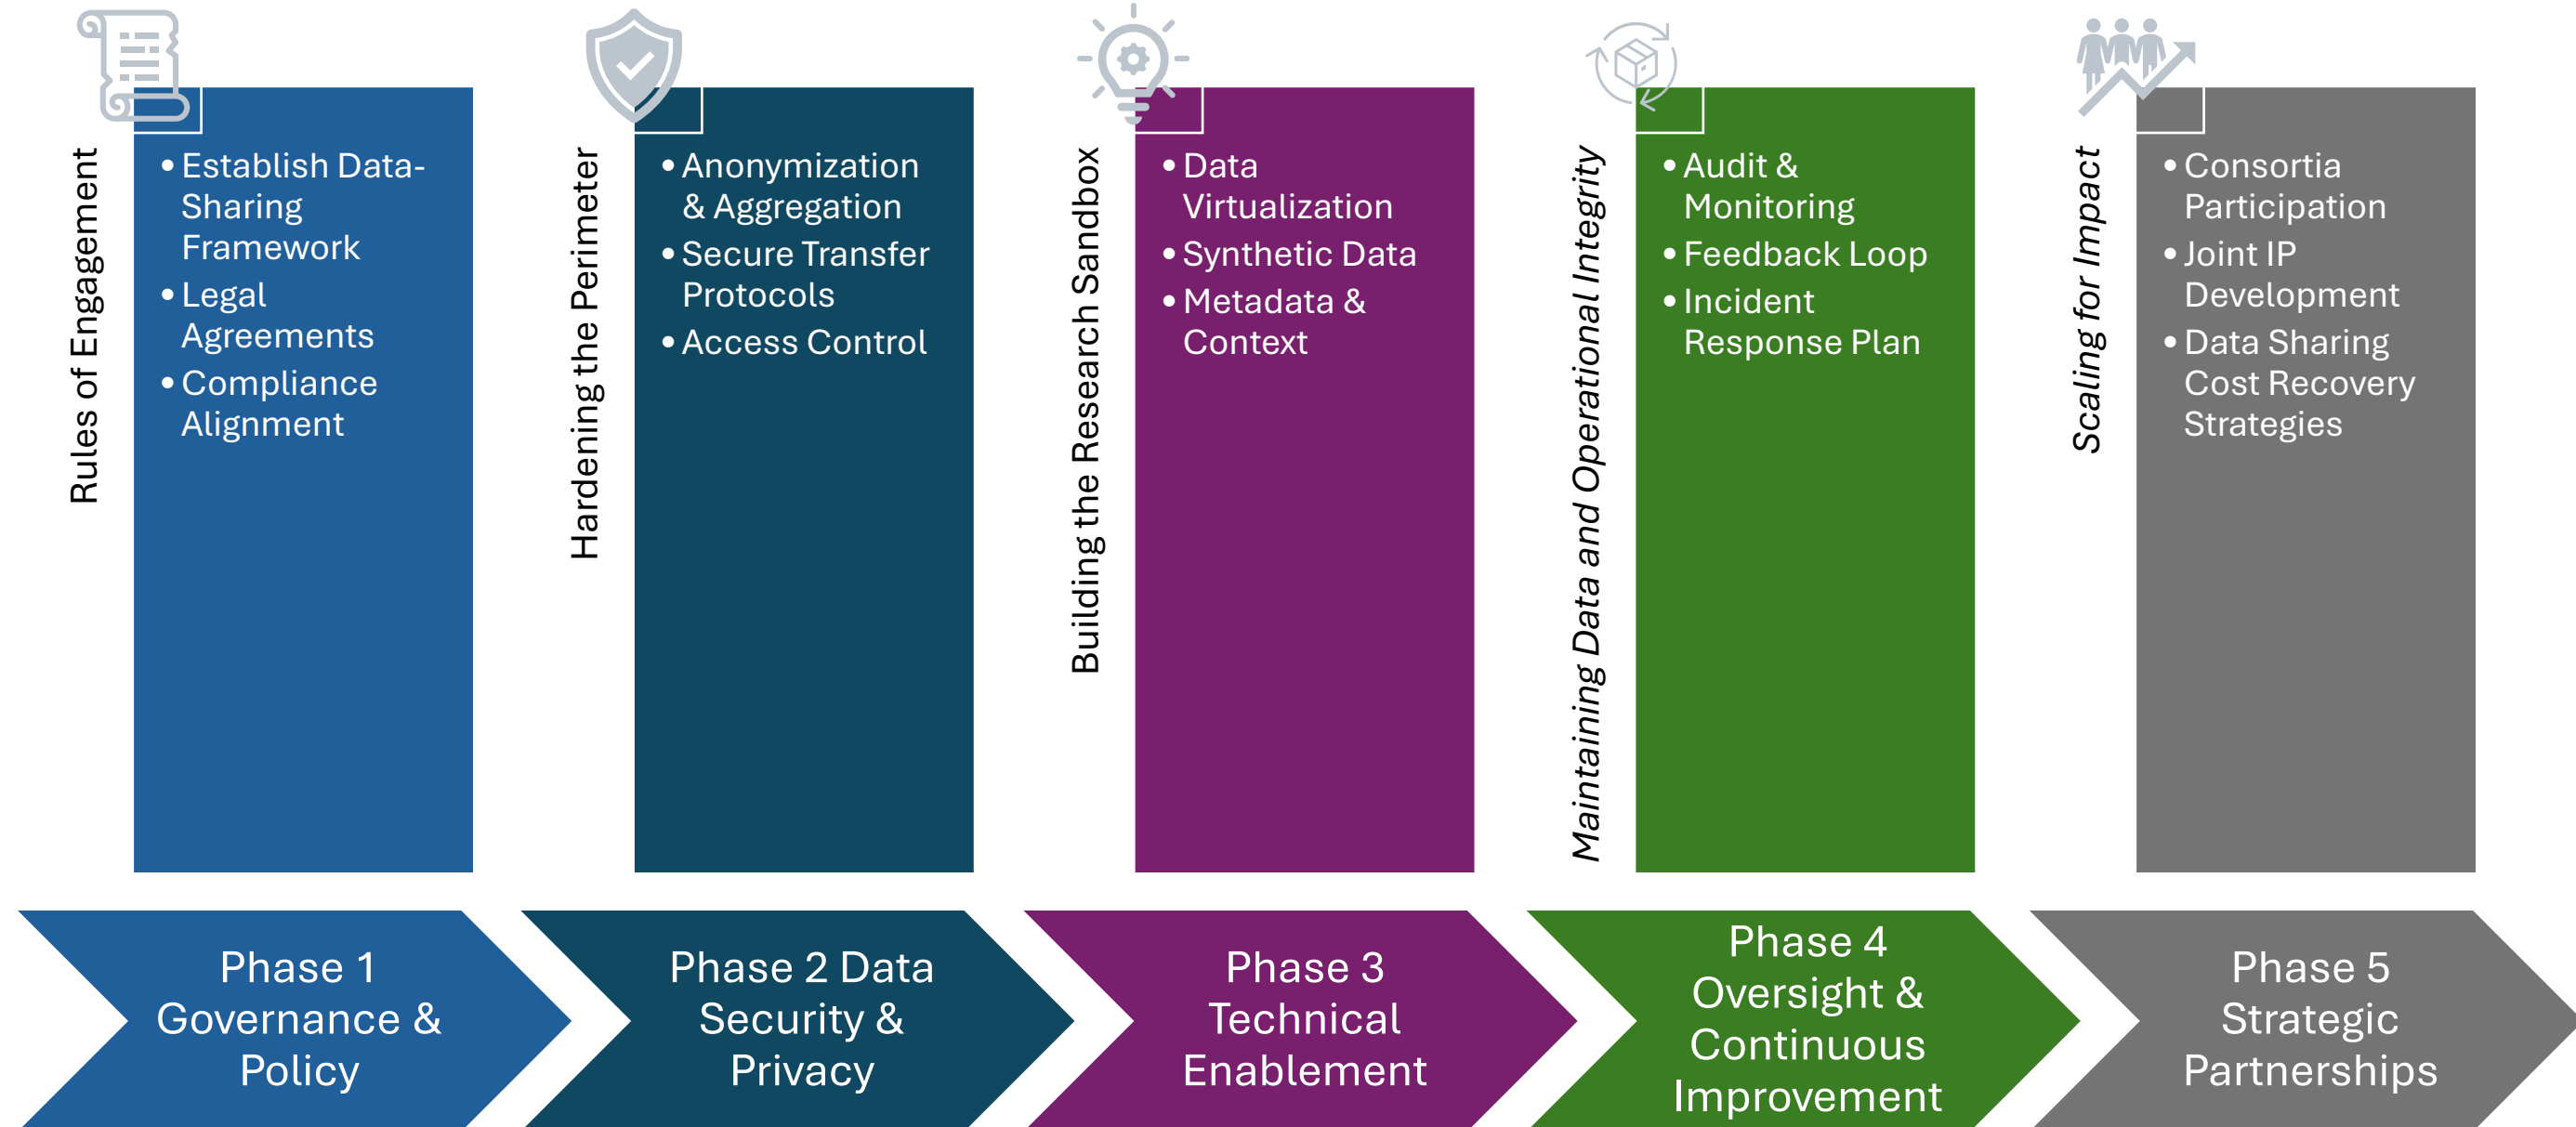 Rules of Engagement
• Establish Data-
Sharing
Framework
• Legal
Agreements
• Compliance
Alignment
Hardening the Perimeter
• Anonymization
& Aggregation
• Secure Transfer
Protocols
• Access Control
Building the Research Sandbox
• Data
Virtualization
• Synthetic Data
• Metadata &
Context
Maintaining Data and Operational Integrity
• Audit &
Monitoring
• Feedback Loop
• Incident
Response Plan
Scaling for Impact
• Consortia
Participation
• Joint IP
Development
• Data Sharing
Cost Recovery
Strategies
Phase 1
Governance &
Policy
Phase 2 Data
Security &
Privacy
Phase 3
Technical
Enablement
Phase 4
Oversight &
Continuous
Improvement
Phase 5
Strategic
Partnerships